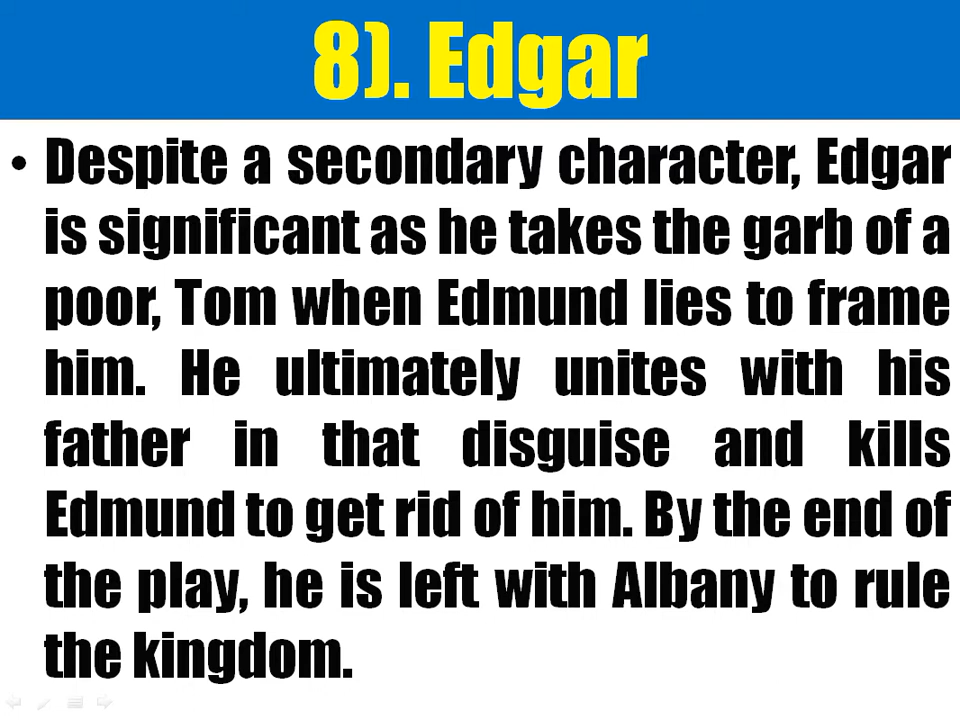 8). Edgar
• Despite a secondary character, Edgar
is significant as he takes the garb of a
poor, Tom when Edmund lies to frame
him. He ultimately unites with his
father in that disguise and kills
Edmund to get rid of him. By the end of
the play, he is left with Albany to rule
the kingdom.